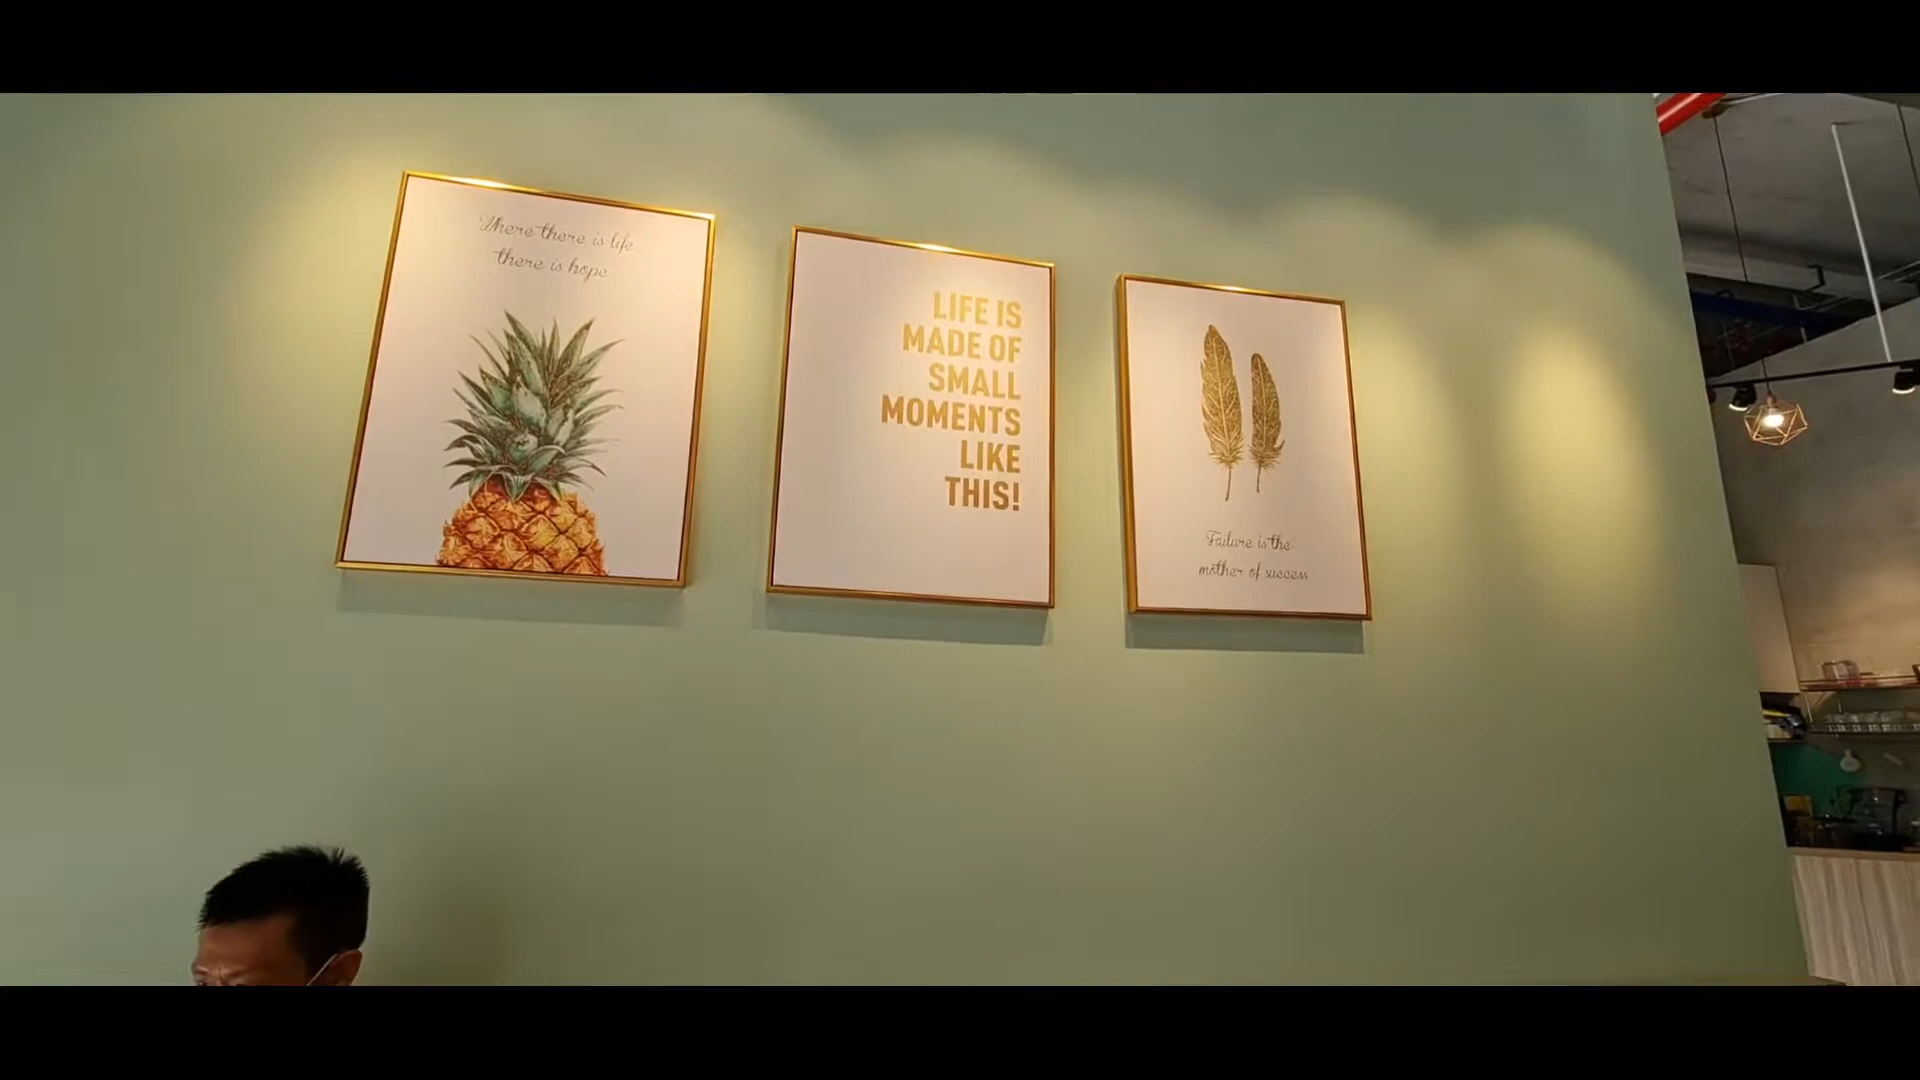 Where there is life
there is hope
LIFE IS
MADE OF
SMALL
MOMENTS
LIKE
THIS!
Failure is the
mother of success